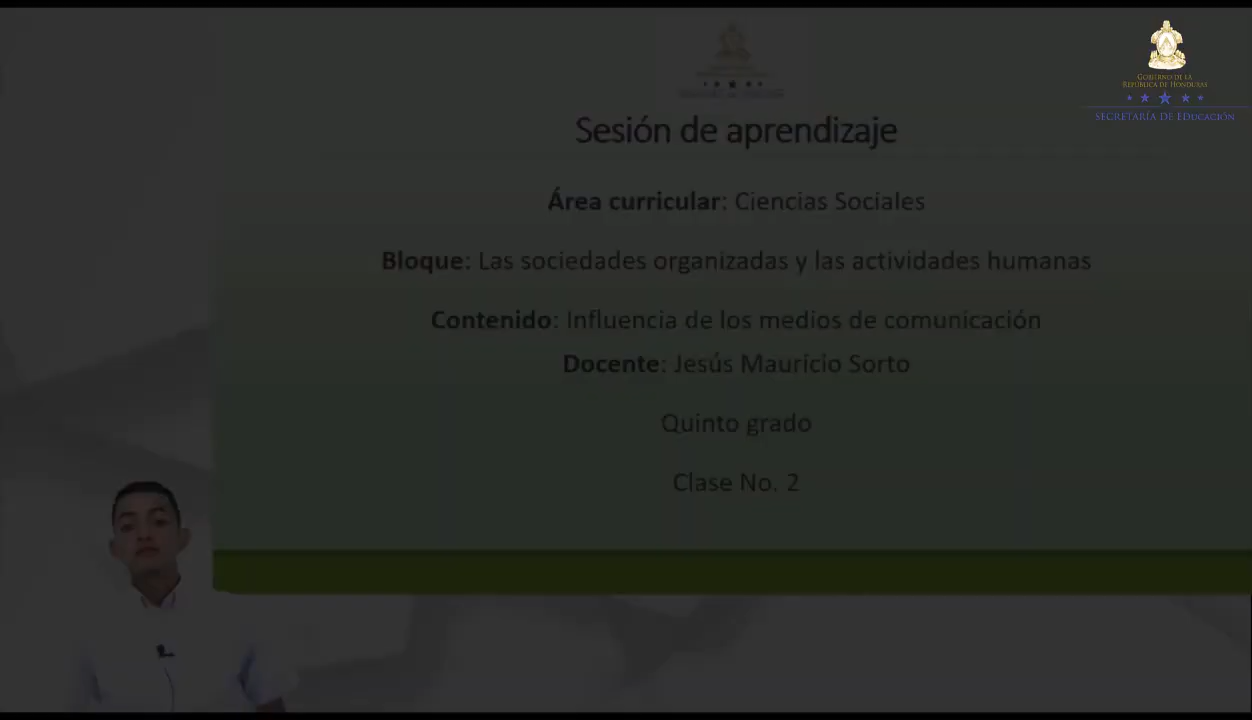 GOBIERNO DE LA
REPÚBLICA DE HONDURAS
SECRETARÍA DE EDUCACIÓN
Sesión de aprendizaje
Área curricular: Ciencias Sociales
Bloque: Las sociedades organizadas y las actividades humanas
Contenido: Influencia de los medios de comunicación
Docente: Jesús Mauricio Sorto
Quinto grado
Clase No. 2